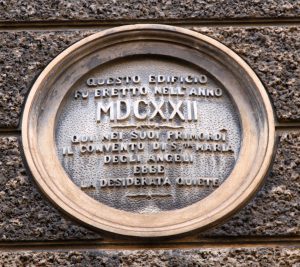 QUESTO EDIFICIO
FU ERETTO NELL'ANNO
MDCXXII
QUI NEI SUOI PRIMORDI
IL CONVENTO DI S.TA MARIA
DEGLI ANGELI
EBBE
LA DESIDERATA QUIETE